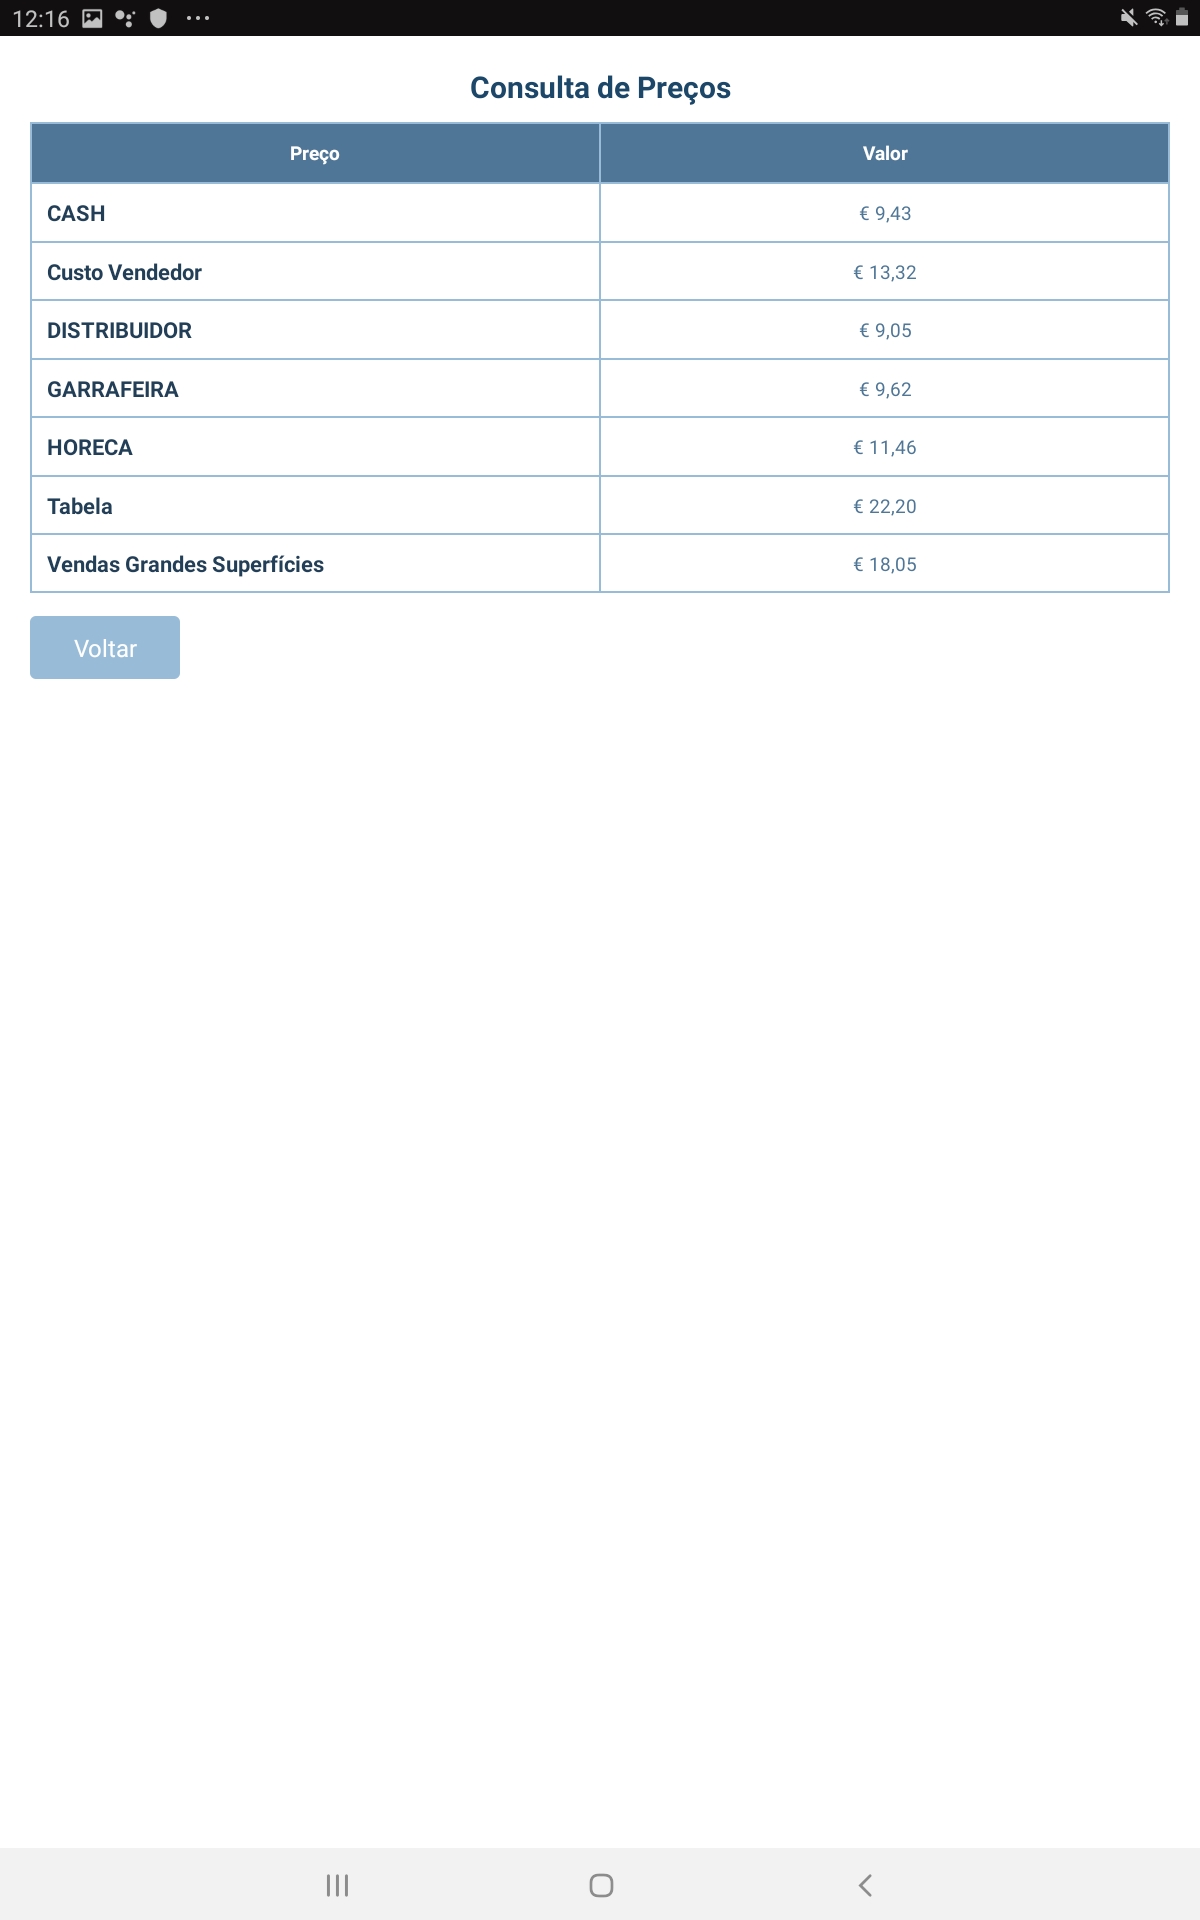 12:16
Consulta de Preços
Preço Valor
CASH € 9,43
Custo Vendedor € 13,32
DISTRIBUIDOR € 9,05
GARRAFEIRA € 9,62
HORECA € 11,46
Tabela € 22,20
Vendas Grandes Superfícies € 18,05
Voltar